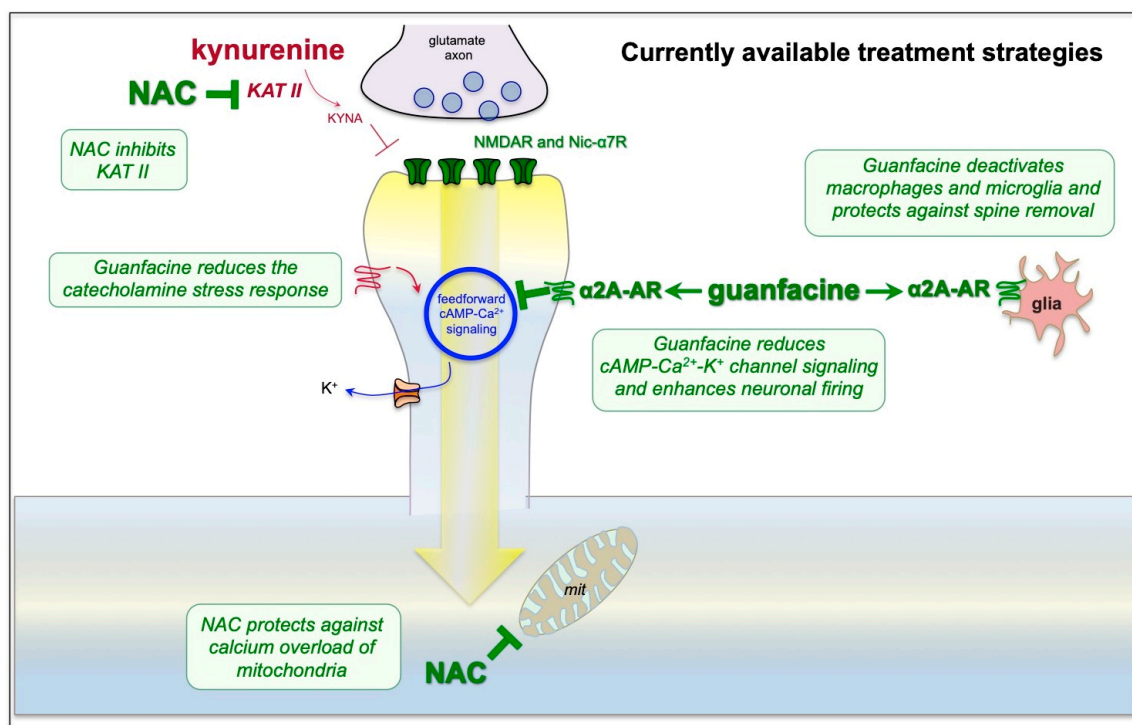 Currently available treatment strategies
glutamate
axon
kynurenine
NAC
KAT II
KYNA
NAC inhibits
KAT II
NMDAR and Nic-α7R
Guanfacine deactivates
macrophages and microglia and
protects against spine removal
Guanfacine reduces the
catecholamine stress response
feedforward
cAMP-Ca²⁺
signaling
α2A-AR
guanfacine
α2A-AR
glia
Guanfacine reduces
cAMP-Ca²⁺-K⁺ channel signaling
and enhances neuronal firing
K⁺
mit
NAC protects against
calcium overload of
mitochondria
NAC